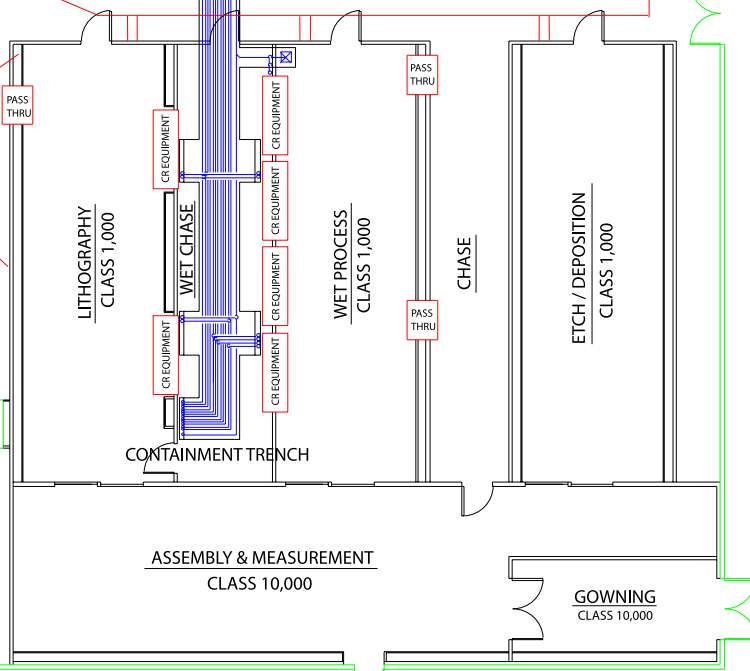 PASS
THRU
PASS
THRU
CR EQUIPMENT
CR EQUIPMENT
CR EQUIPMENT
CR EQUIPMENT
LITHOGRAPHY
CLASS 1,000
WET CHASE
WET PROCESS
CLASS 1,000
CHASE
ETCH / DEPOSITION
CLASS 1,000
CR EQUIPMENT
PASS
THRU
CR EQUIPMENT
CONTAINMENT TRENCH
ASSEMBLY & MEASUREMENT
CLASS 10,000
GOWNING
CLASS 10,000